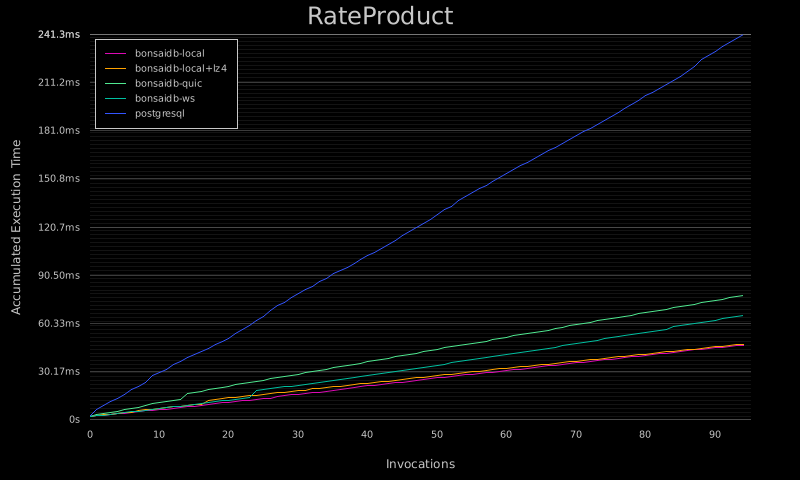 RateProduct
241.3ms
211.2ms
181.0ms
150.8ms
120.7ms
90.50ms
60.33ms
30.17ms
0s
Accumulated Execution Time
bonsaidb-local
bonsaidb-local+lz4
bonsaidb-quic
bonsaidb-ws
postgresql
0 10 20 30 40 50 60 70 80 90
Invocations